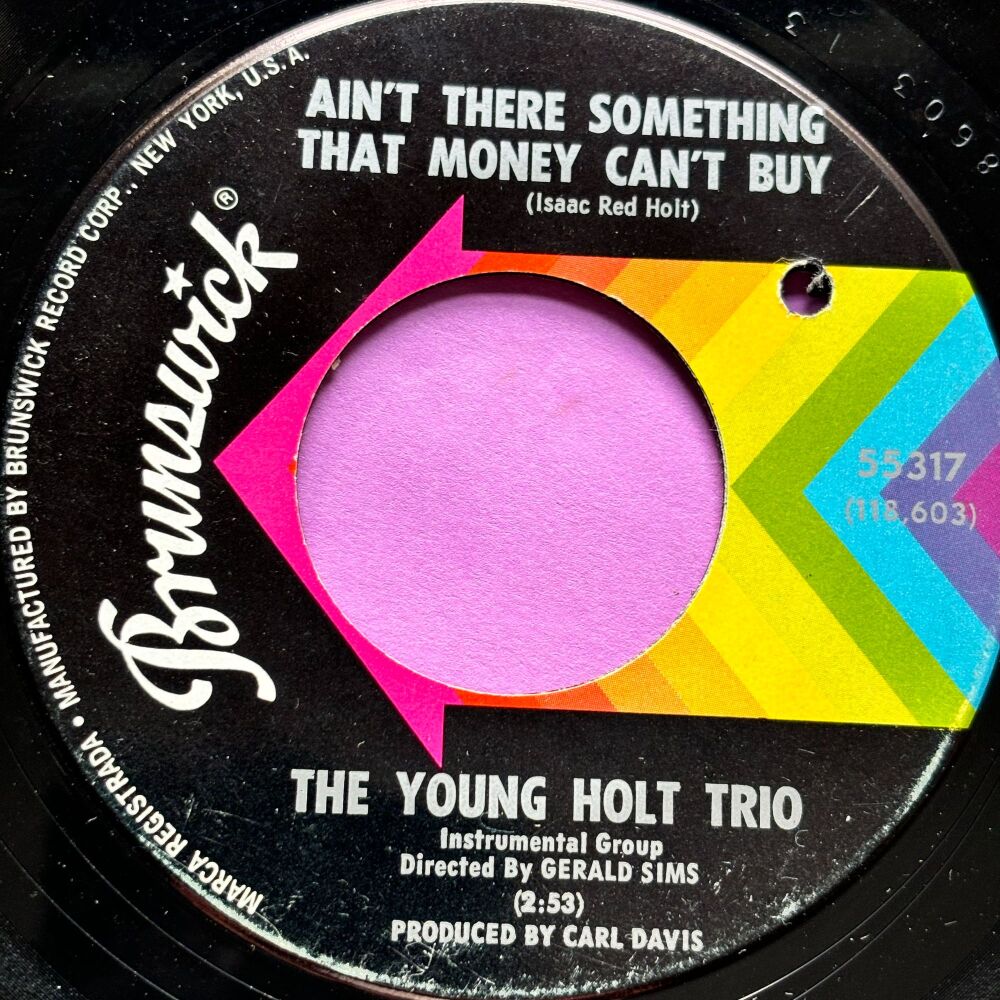 AIN'T THERE SOMETHING
THAT MONEY CAN'T BUY
(Isaac Red Holt)
Brunswick®
55317
(118,603)
THE YOUNG HOLT TRIO
Instrumental Group
Directed By GERALD SIMS
(2:53)
PRODUCED BY CARL DAVIS
MARCA REGISTRADA • MANUFACTURED BY BRUNSWICK RECORD CORP., NEW YORK, U.S.A.